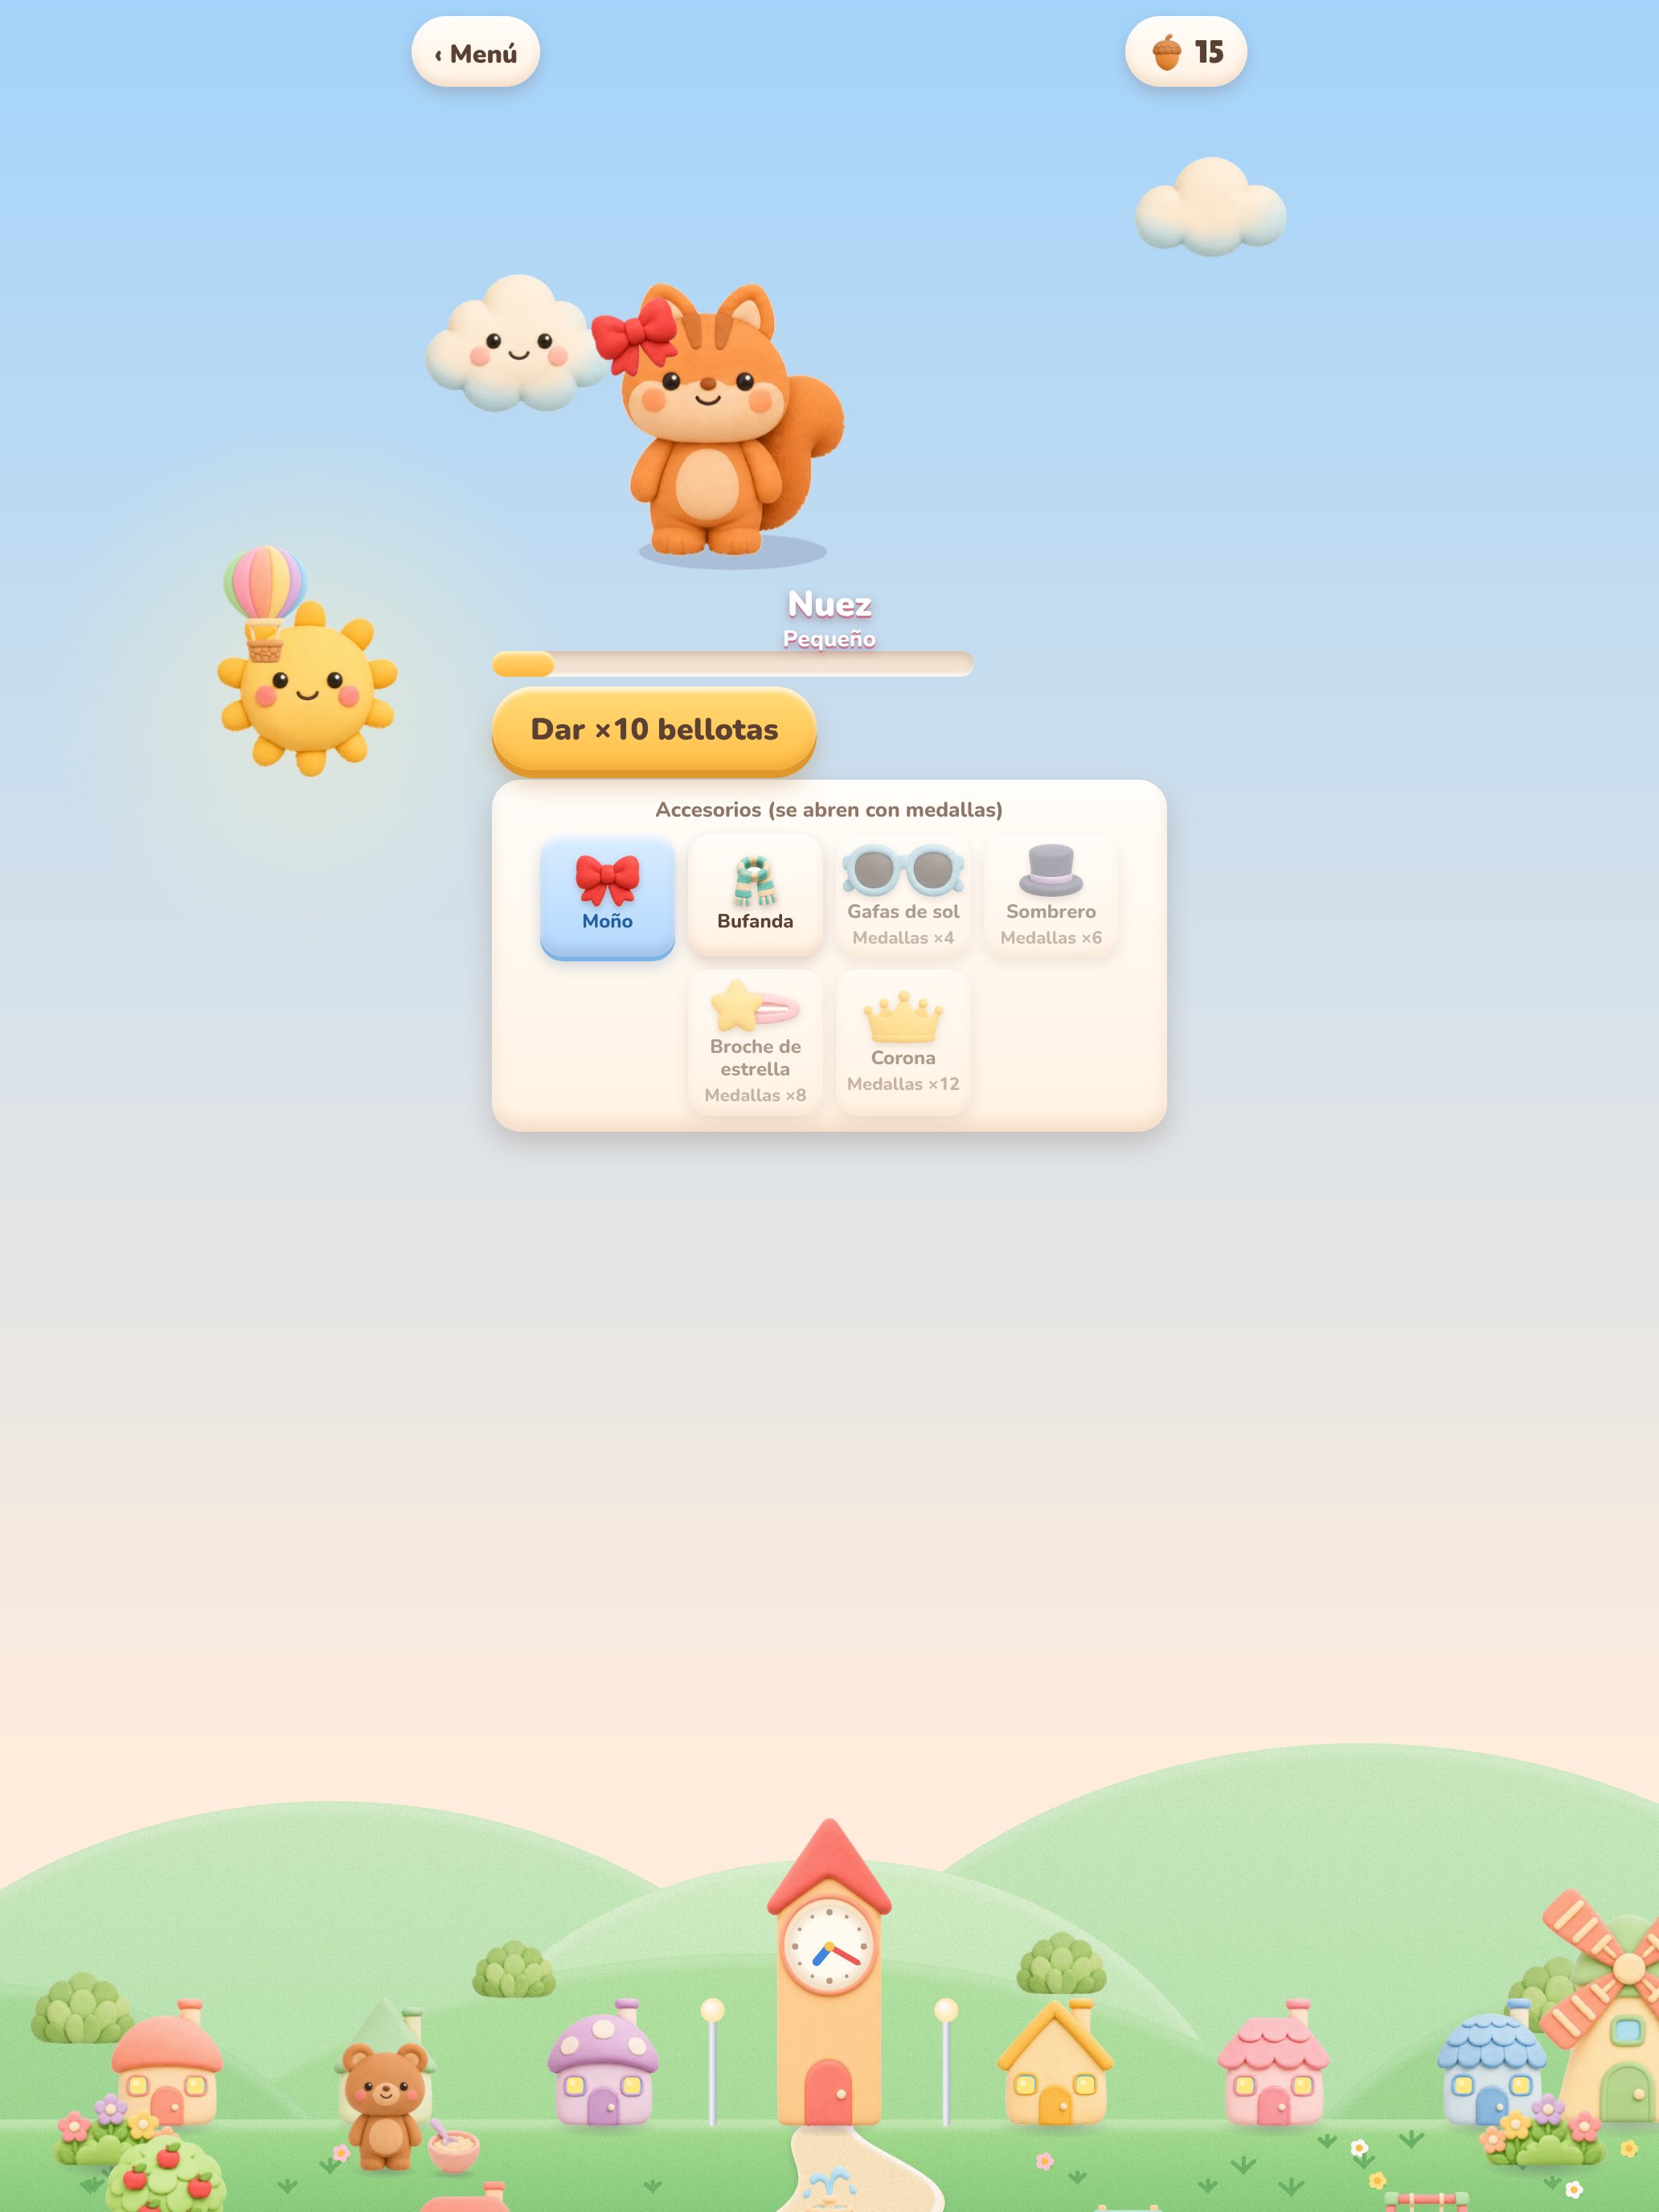 ‹ Menú
15
Nuez
Pequeño
Dar ×10 bellotas
Accesorios (se abren con medallas)
Moño
Bufanda
Gafas de sol
Medallas ×4
Sombrero
Medallas ×6
Broche de
estrella
Medallas ×8
Corona
Medallas ×12